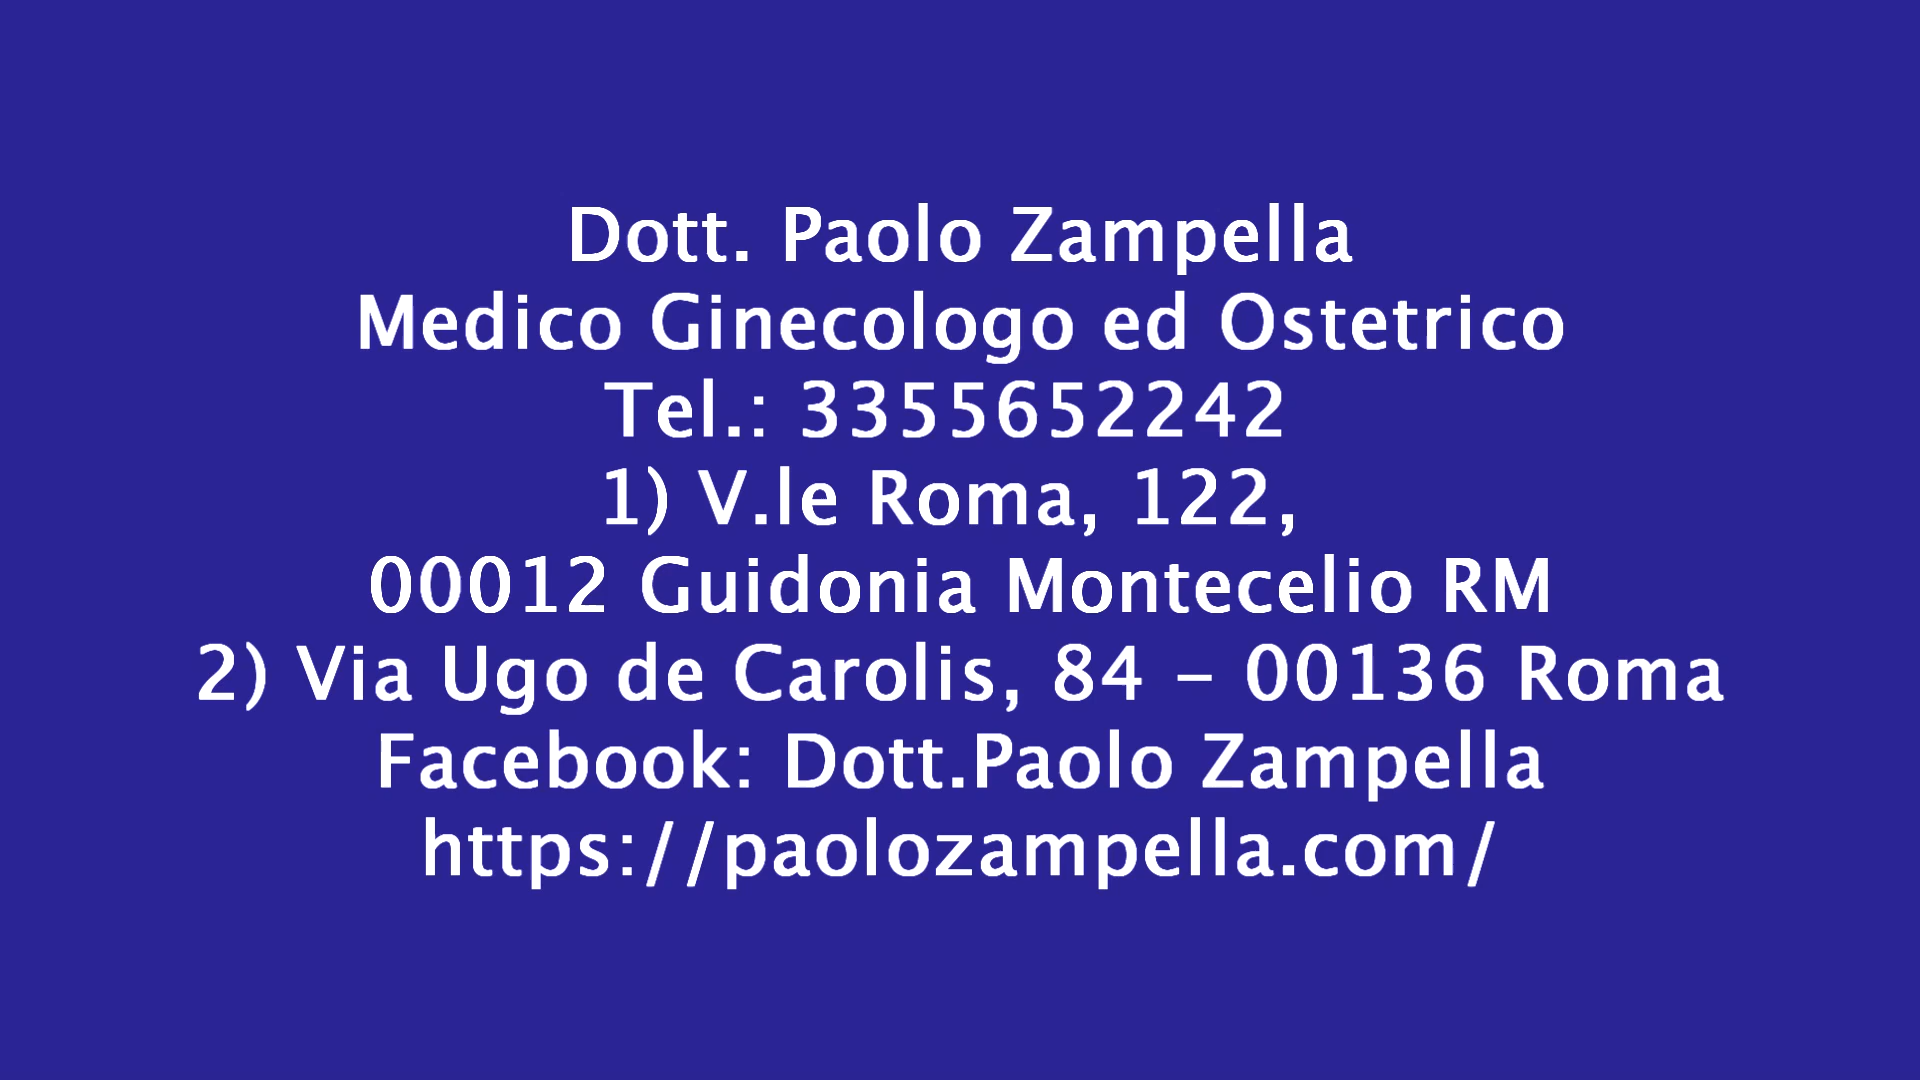 Dott. Paolo Zampella
Medico Ginecologo ed Ostetrico
Tel.: 3355652242
1) V.le Roma, 122,
00012 Guidonia Montecelio RM
2) Via Ugo de Carolis, 84 - 00136 Roma
Facebook: Dott.Paolo Zampella
https://paolozampella.com/